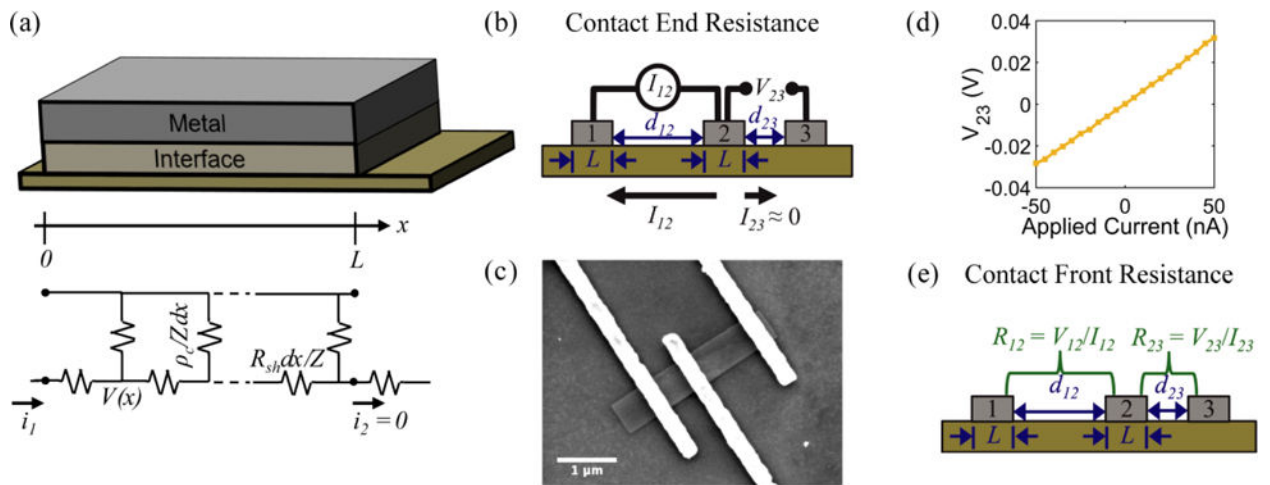 (a)
Metal
Interface
x
0
L
ρc/Zdx
Rshdx/Z
V(x)
i1
i2 = 0
(b) Contact End Resistance
I12
V23
d12
d23
1
2
3
L
L
I12
I23 ≈ 0
(c)
1 µm
(d)
V23 (V)
0.04
0.02
0
-0.02
-0.04
-50
0
50
Applied Current (nA)
(e) Contact Front Resistance
R12 = V12/I12
R23 = V23/I23
d12
d23
1
2
3
L
L